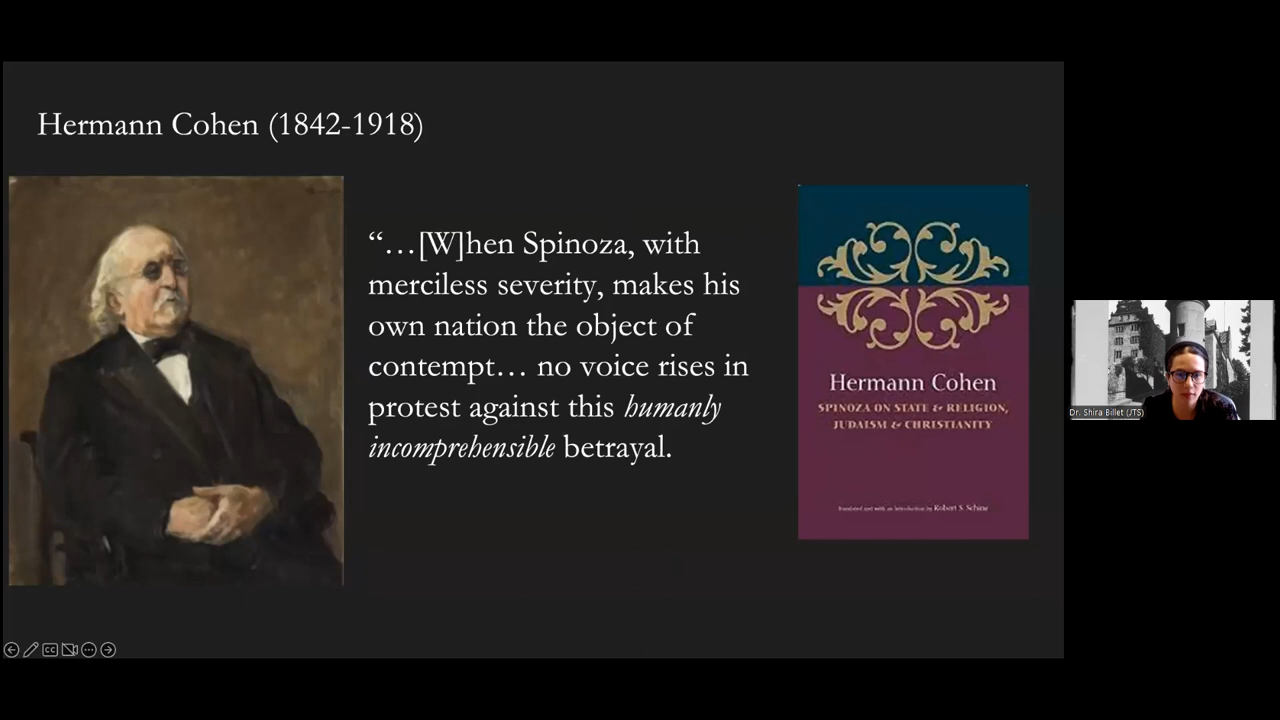 Hermann Cohen (1842-1918)
“…[W]hen Spinoza, with
merciless severity, makes his
own nation the object of
contempt… no voice rises in
protest against this humanly
incomprehensible betrayal.
Hermann Cohen
SPINOZA ON STATE & RELIGION,
JUDAISM & CHRISTIANITY
Translated and with an introduction by Robert S. Schine
Dr. Shira Billet (JTS)
CC